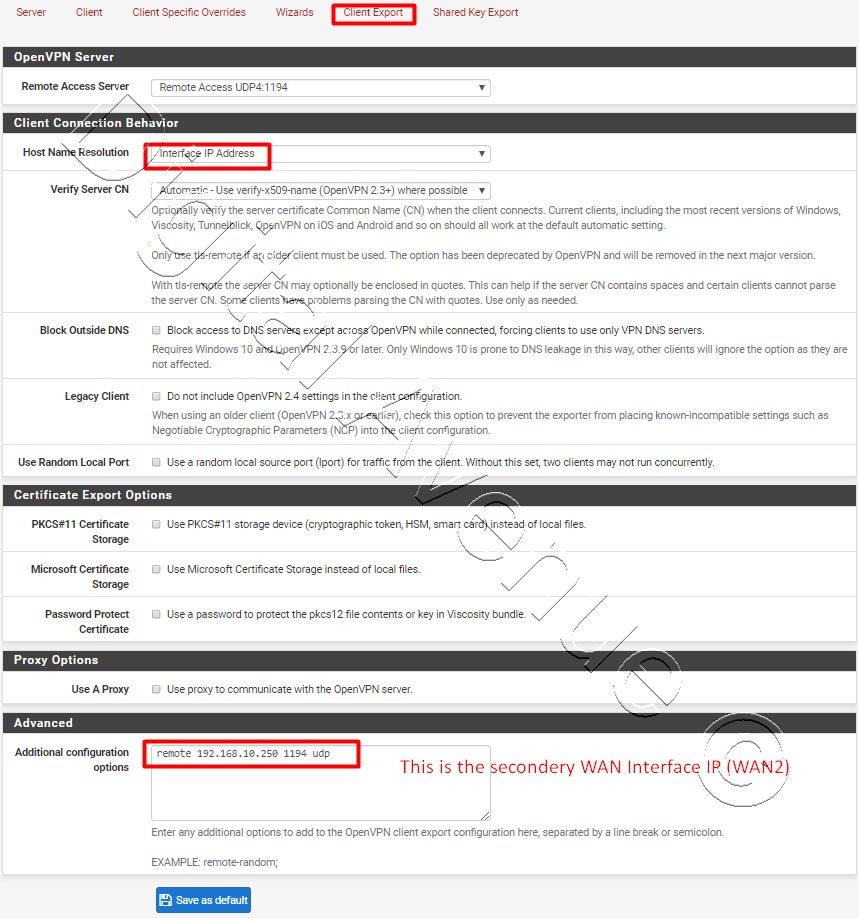 Server Client Client Specific Overrides Wizards Client Export Shared Key Export
OpenVPN Server
Remote Access Server Remote Access UDP4:1194
Client Connection Behavior
Host Name Resolution Interface IP Address
Verify Server CN Automatic - Use verify-x509-name (OpenVPN 2.3+) where possible
Optionally verify the server certificate Common Name (CN) when the client connects. Current clients, including the most recent versions of Windows,
Viscosity, Tunnelblick, OpenVPN on iOS and Android and so on should all work at the default automatic setting.
Only use tls-remote if an older client must be used. The option has been deprecated by OpenVPN and will be removed in the next major version.
With tls-remote the server CN may optionally be enclosed in quotes. This can help if the server CN contains spaces and certain clients cannot parse
the server CN. Some clients have problems parsing the CN with quotes. Use only as needed.
Block Outside DNS Block access to DNS servers except across OpenVPN while connected, forcing clients to use only VPN DNS servers.
Requires Windows 10 and OpenVPN 2.3.9 or later. Only Windows 10 is prone to DNS leakage in this way, other clients will ignore the option as they are
not affected.
Legacy Client Do not include OpenVPN 2.4 settings in the client configuration.
When using an older client (OpenVPN 2.3.x or earlier), check this option to prevent the exporter from placing known-incompatible settings such as
Negotiable Cryptographic Parameters (NCP) into the client configuration.
Use Random Local Port Use a random local source port (lport) for traffic from the client. Without this set, two clients may not run concurrently.
Certificate Export Options
PKCS#11 Certificate Use PKCS#11 storage device (cryptographic token, HSM, smart card) instead of local files.
Storage
Microsoft Certificate Use Microsoft Certificate Storage instead of local files.
Storage
Password Protect Use a password to protect the pkcs12 file contents or key in Viscosity bundle.
Certificate
Proxy Options
Use A Proxy Use proxy to communicate with the OpenVPN server.
Advanced
Additional configuration remote 192.168.10.250 1194 udp
options
This is the secondery WAN Interface IP (WAN2)
Enter any additional options to add to the OpenVPN client export configuration here, separated by a line break or semicolon.
EXAMPLE: remote-random;
Save as default